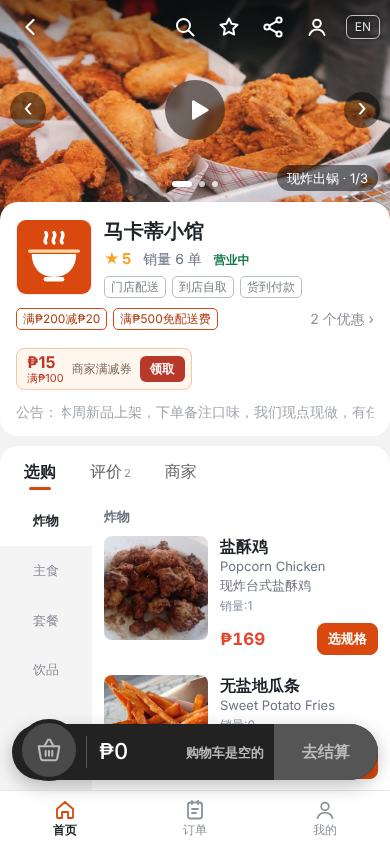 EN
现炸出锅 · 1/3
马卡蒂小馆
★ 5 销量 6 单 营业中
门店配送 到店自取 货到付款
满₱200减₱20 满₱500免配送费 2 个优惠 ›
₱15
满₱100
商家满减券 领取
公告： 本周新品上架，下单备注口味，我们现点现做，有任
选购 评价 2 商家
炸物
主食
套餐
饮品
炸物
盐酥鸡
Popcorn Chicken
现炸台式盐酥鸡
销量:1
₱169 选规格
无盐地瓜条
Sweet Potato Fries
销量:0
₱0 购物车是空的 去结算
首页 订单 我的